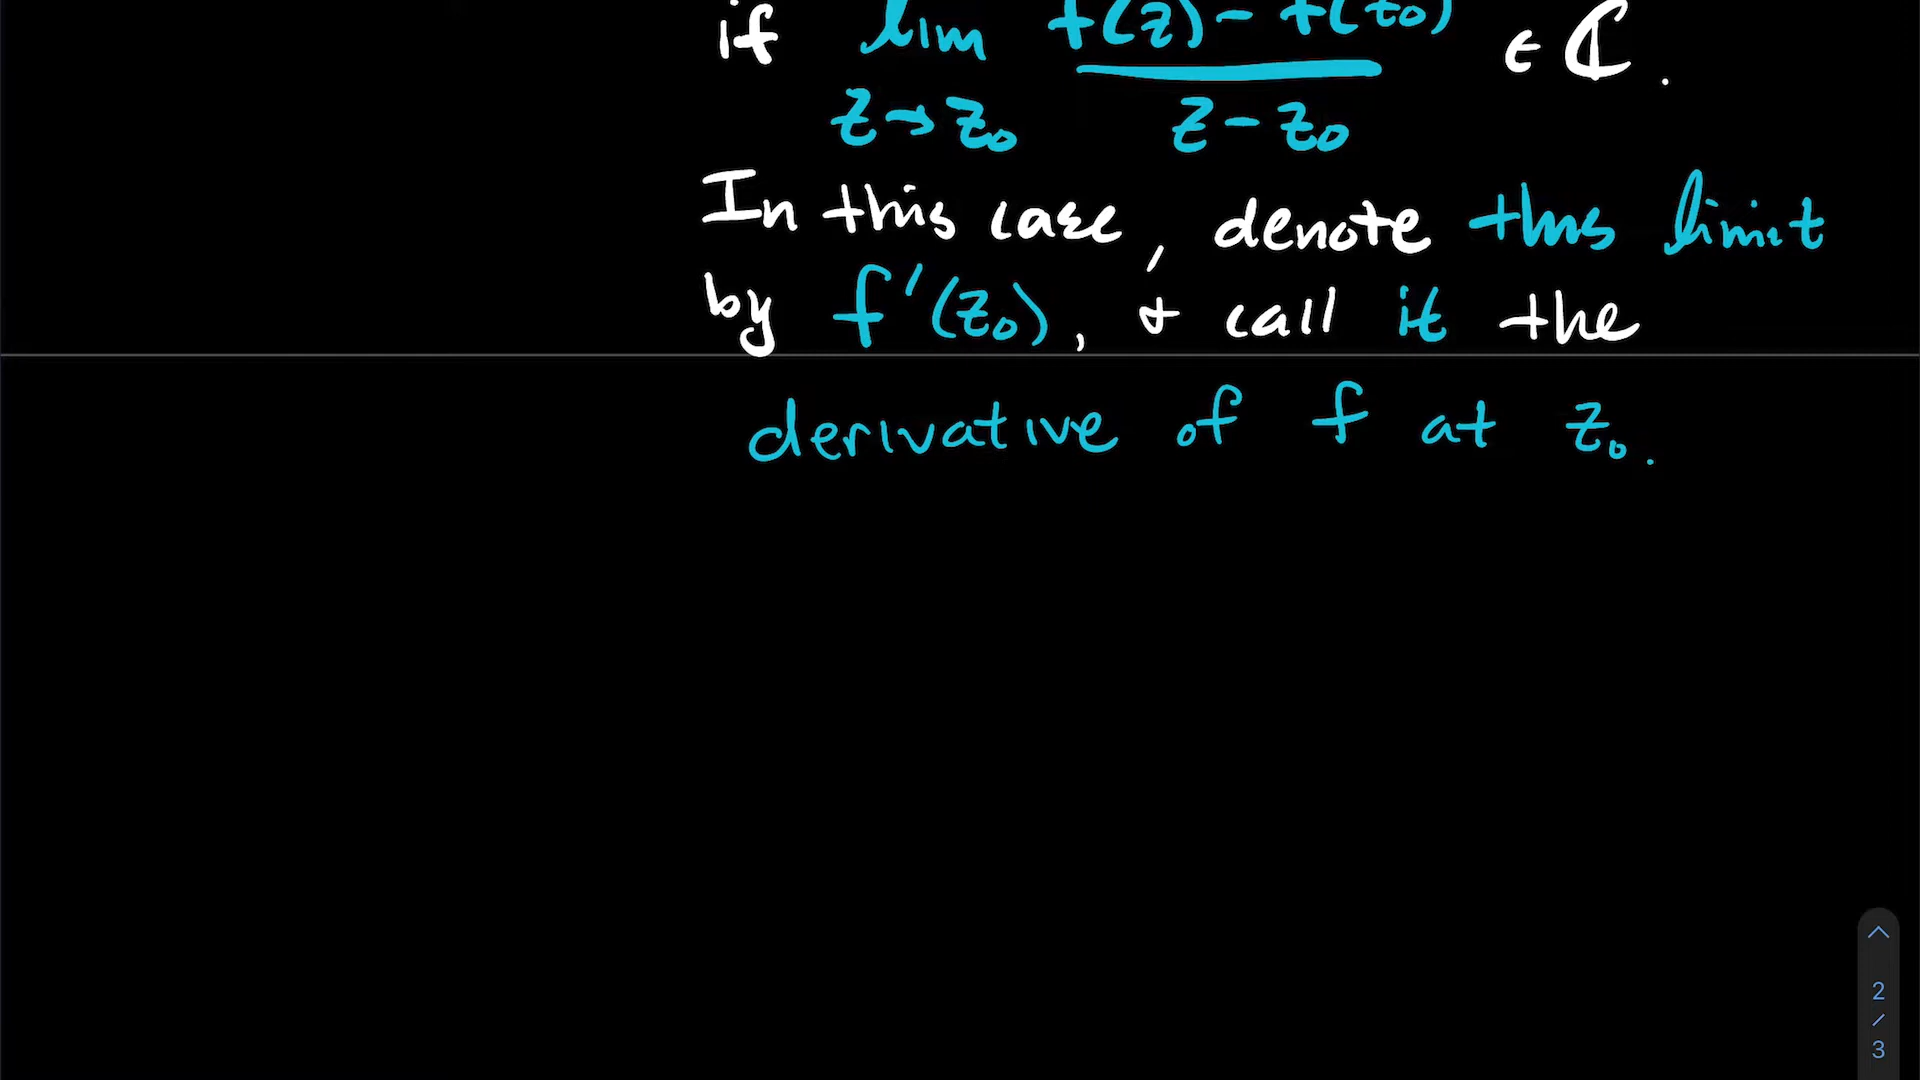 if lim f(z) - f(z₀) ∈ ℂ.
z→z₀ z - z₀
In this case, denote this limit
by f'(z₀), & call it the
derivative of f at z₀.
2
/
3